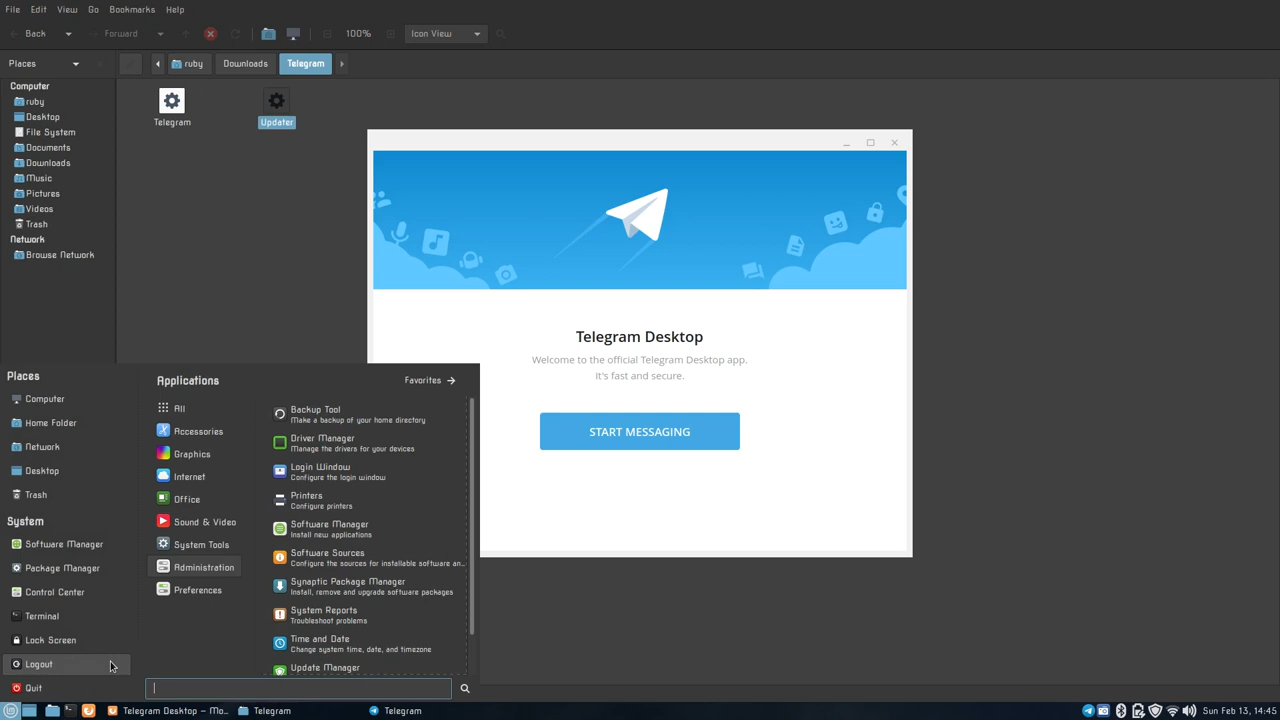 File Edit View Go Bookmarks Help
Back Forward 100% Icon View
Places ruby Downloads Telegram
Computer
ruby
Desktop
File System
Documents
Downloads
Music
Pictures
Videos
Trash
Network
Browse Network
Telegram
Updater
Telegram Desktop
Welcome to the official Telegram Desktop app.
It's fast and secure.
START MESSAGING
Places
Computer
Home Folder
Network
Desktop
Trash
System
Software Manager
Package Manager
Control Center
Terminal
Lock Screen
Logout
Quit
Applications
Favorites
All
Accessories
Graphics
Internet
Office
Sound & Video
System Tools
Administration
Preferences
Backup Tool
Make a backup of your home directory
Driver Manager
Manage the drivers for your devices
Login Window
Configure the login window
Printers
Configure printers
Software Manager
Install new applications
Software Sources
Configure the sources for installable software an...
Synaptic Package Manager
Install, remove and upgrade software packages
System Reports
Troubleshoot problems
Time and Date
Change system time, date, and timezone
Update Manager
Telegram Desktop – Mo...
Telegram
Telegram
Sun Feb 13, 14:45